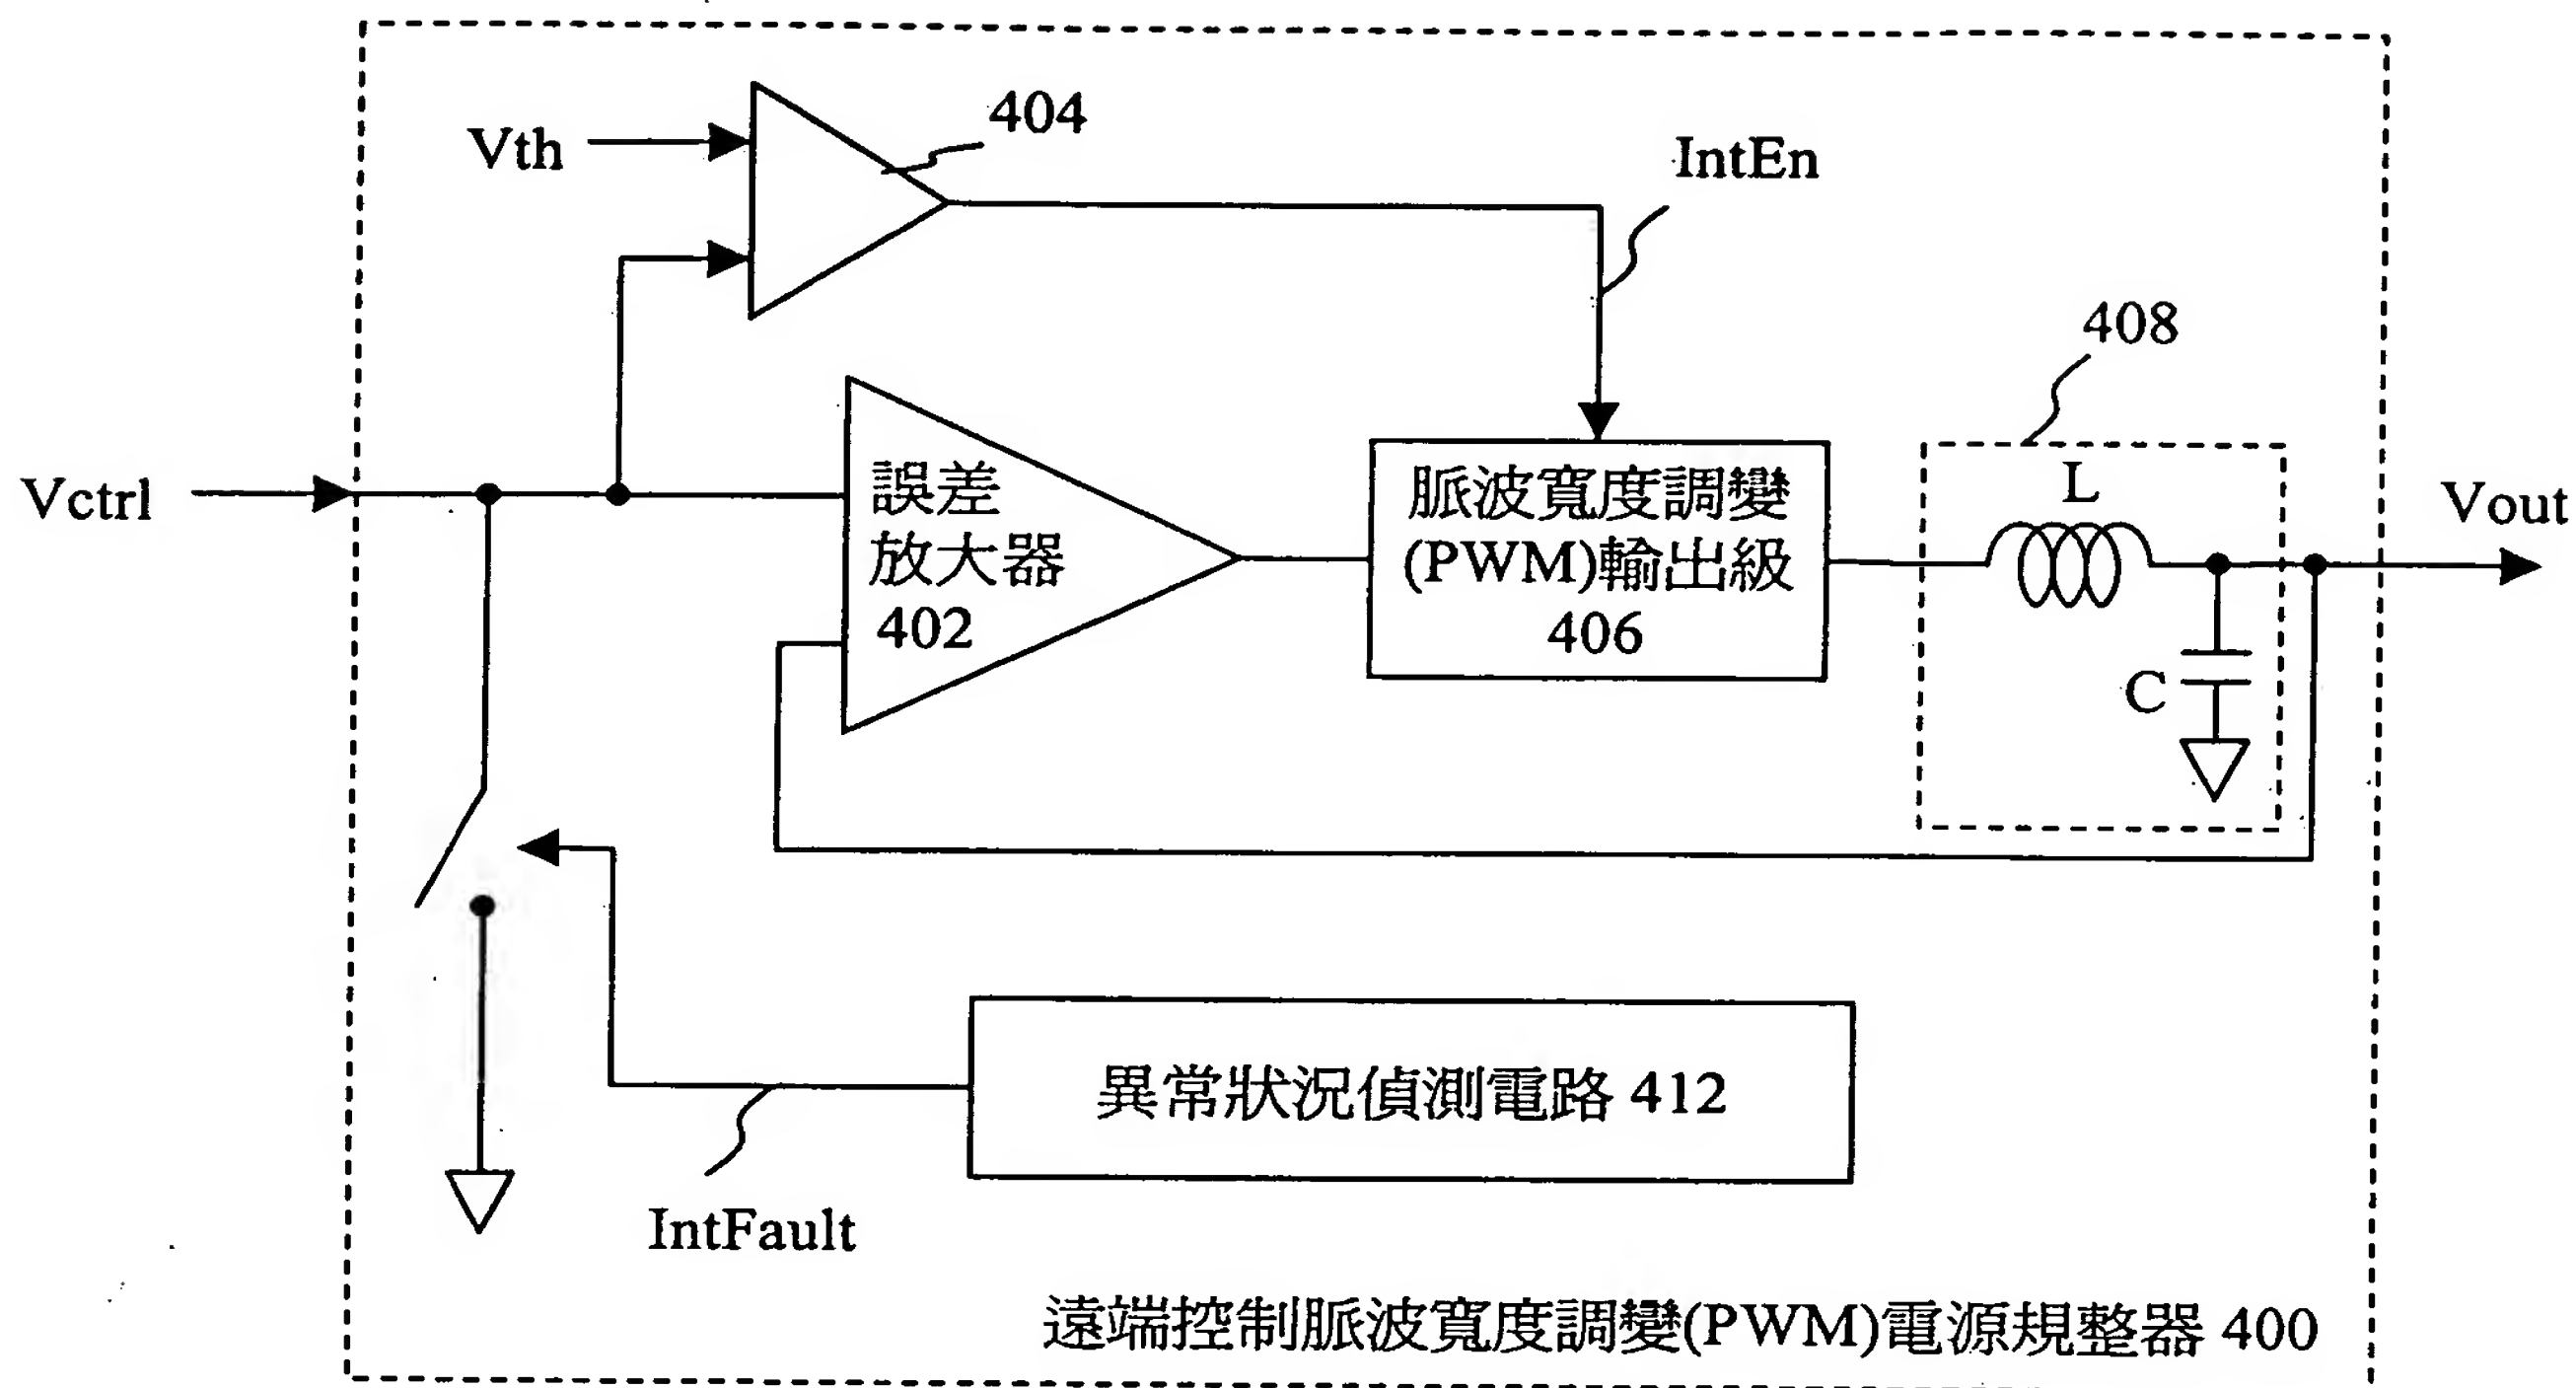 404
Vth
IntEn
408
Vctrl
誤差
放大器
402
脈波寬度調變
(PWM)輸出級
406
L
C
Vout
異常狀況偵測電路 412
IntFault
遠端控制脈波寬度調變(PWM)電源規整器 400